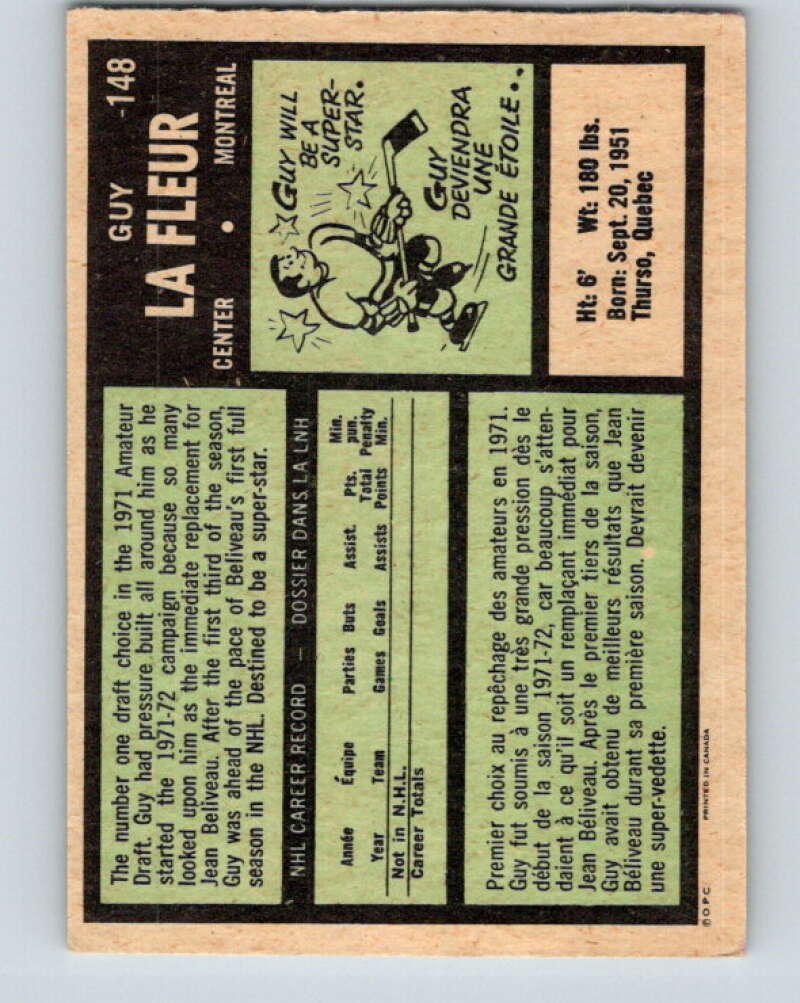 GUY -148
LA FLEUR
CENTER • MONTREAL
The number one draft choice in the 1971 Amateur
Draft. Guy had pressure built all around him as he
started the 1971-72 campaign because so many
looked upon him as the immediate replacement for
Jean Beliveau. After the first third of the season,
Guy was ahead of the pace of Beliveau's first full
season in the NHL. Destined to be a super-star.
GUY WILL
BE A
SUPER-
STAR.
GUY
DEVIENDRA
UNE
GRANDE ÉTOILE..
NHL CAREER RECORD — DOSSIER DANS LA LNH
Année Équipe Parties Buts Assist. Pts. Min. pun.
Year Team Games Goals Assists Total Points Penalty Min.
Not in N.H.L.
Career Totals
Ht: 6' Wt: 180 lbs.
Born: Sept. 20, 1951
Thurso, Quebec
Premier choix au repêchage des amateurs en 1971.
Guy fut soumis à une très grande pression dès le
début de la saison 1971-72, car beaucoup s'atten-
daient à ce qu'il soit un remplaçant immédiat pour
Jean Béliveau. Après le premier tiers de la saison,
Guy avait obtenu de meilleurs résultats que Jean
Béliveau durant sa première saison. Devrait devenir
une super-vedette.
© O.P.C. PRINTED IN CANADA